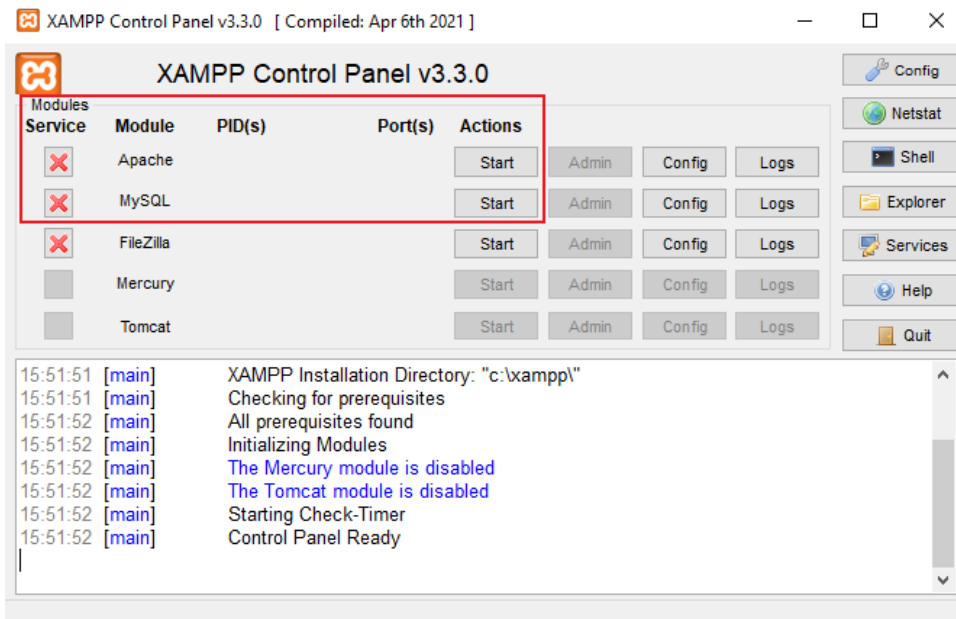 XAMPP Control Panel v3.3.0 [ Compiled: Apr 6th 2021 ]
XAMPP Control Panel v3.3.0
Config
Modules
Netstat
Service Module PID(s) Port(s) Actions
Apache Start Admin Config Logs
Shell
MySQL Start Admin Config Logs
Explorer
FileZilla Start Admin Config Logs
Services
Mercury Start Admin Config Logs
Help
Tomcat Start Admin Config Logs
Quit
15:51:51 [main] XAMPP Installation Directory: "c:\xampp\"
15:51:51 [main] Checking for prerequisites
15:51:52 [main] All prerequisites found
15:51:52 [main] Initializing Modules
15:51:52 [main] The Mercury module is disabled
15:51:52 [main] The Tomcat module is disabled
15:51:52 [main] Starting Check-Timer
15:51:52 [main] Control Panel Ready